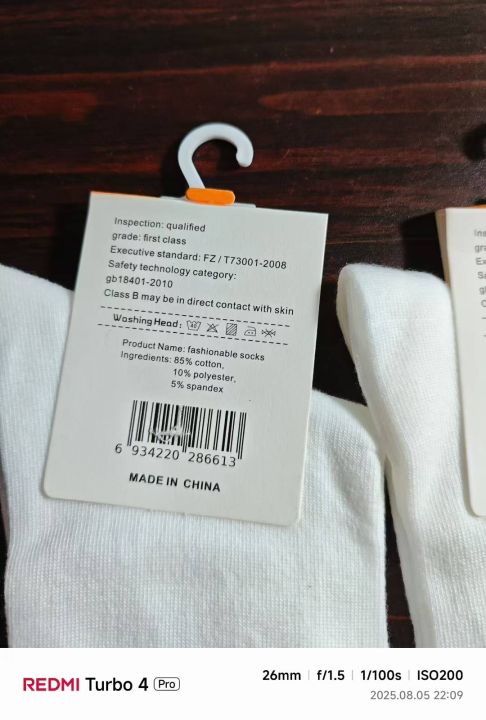 Inspection: qualified
grade: first class
Executive standard: FZ / T73001-2008
Safety technology category:
gb18401-2010
Class B may be in direct contact with skin
Washing Head:
Product Name: fashionable socks
Ingredients: 85% cotton,
10% polyester,
5% spandex
6 934220 286613
MADE IN CHINA
REDMI Turbo 4 Pro
26mm | f/1.5 | 1/100s | ISO200
2025.08.05 22:09